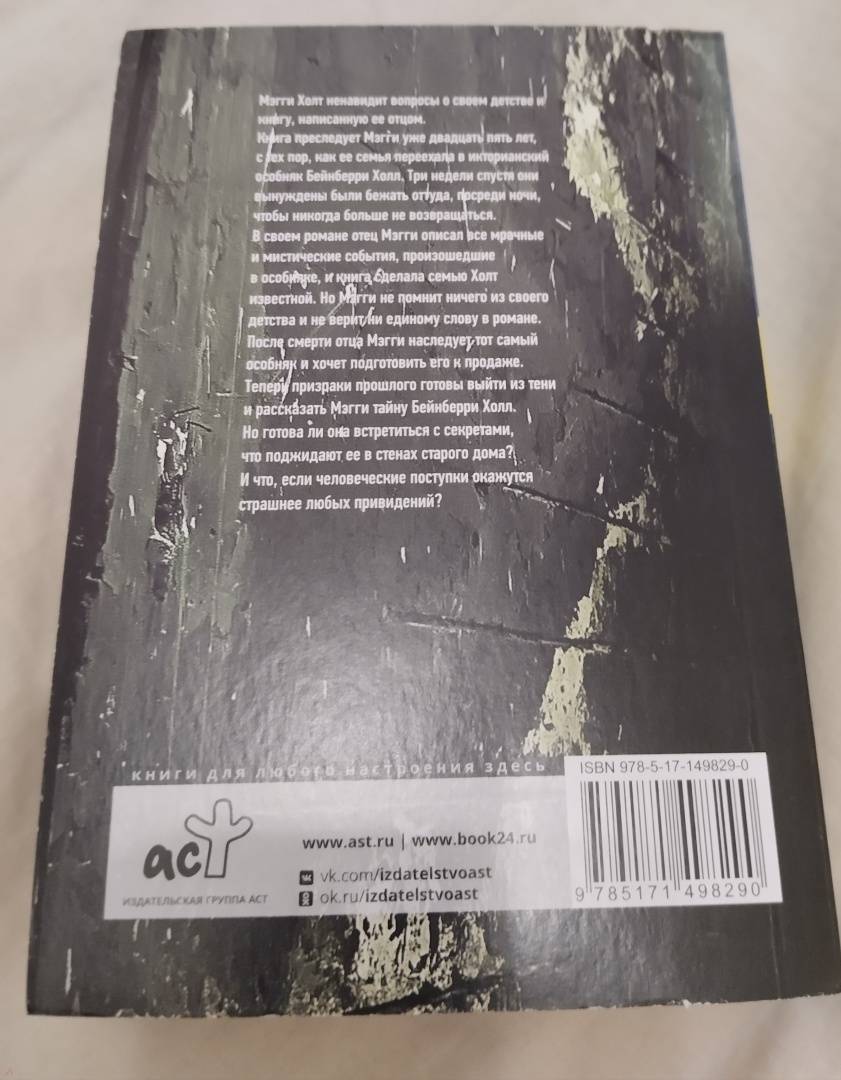 Мэгги Холт ненавидит вопросы о своем детстве и
книгу, написанную ее отцом.
Книга преследует Мэгги уже двадцать пять лет,
с тех пор, как ее семья переехала в икторианский
особняк Бейнберри Холл. Три недели спустя они
вынуждены были бежать оттуда, посреди ночи,
чтобы никогда больше не возвращаться.
В своем романе отец Мэгги описал все мрачные
и мистические события, произошедшие
в особняке, и книга сделала семью Холт
известной. Но Мэгги не помнит ничего из своего
детства и не верит ни единому слову в романе.
После смерти отца Мэгги наследует тот самый
особняк и хочет подготовить его к продаже.
Теперь призраки прошлого готовы выйти из тени
и рассказать Мэгги тайну Бейнберри Холл.
Но готова ли она встретиться с секретами,
что поджидают ее в стенах старого дома?
И что, если человеческие поступки окажутся
страшнее любых привидений?
книги для любого настроения здесь
ISBN 978-5-17-149829-0
аст
ИЗДАТЕЛЬСКАЯ ГРУППА АСТ
www.ast.ru | www.book24.ru
vk.com/izdatelstvoast
ok.ru/izdatelstvoast
9 785171 498290